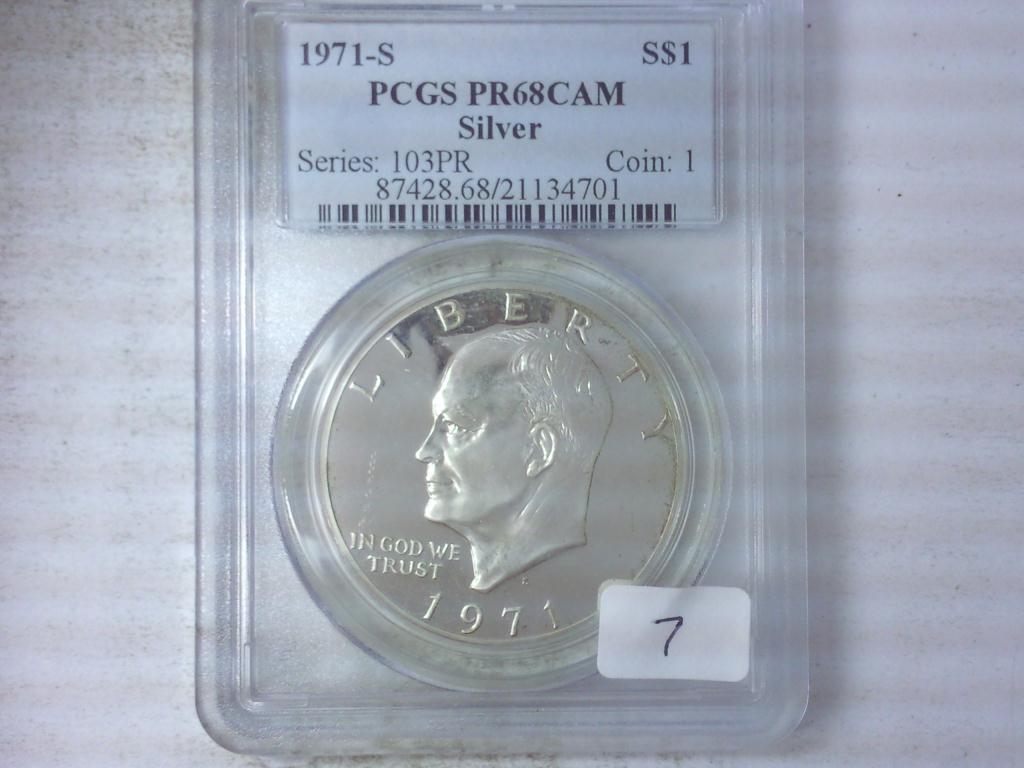 1971-S S$1
PCGS PR68CAM
Silver
Series: 103PR Coin: 1
87428.68/21134701
LIBERTY
IN GOD WE
TRUST
S
1971
7